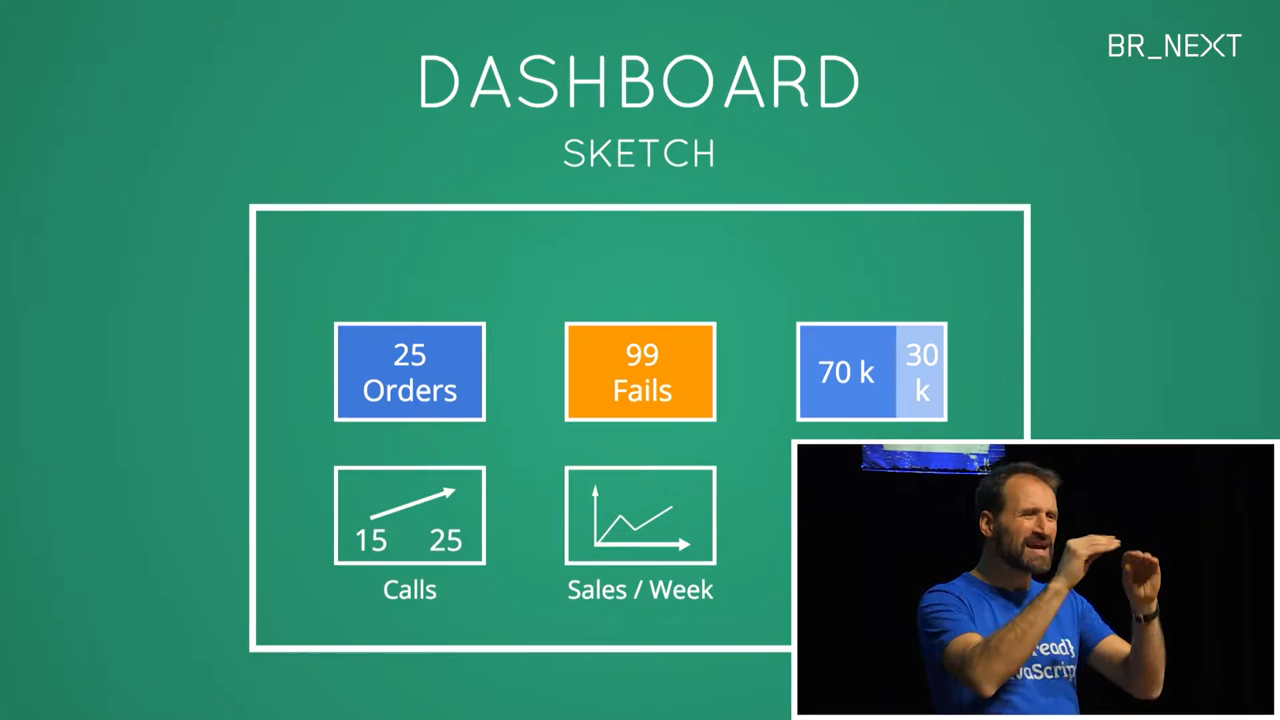 BR_NEXT
DASHBOARD
SKETCH
25
Orders
99
Fails
70 k
30
k
15 25
Calls
Sales / Week